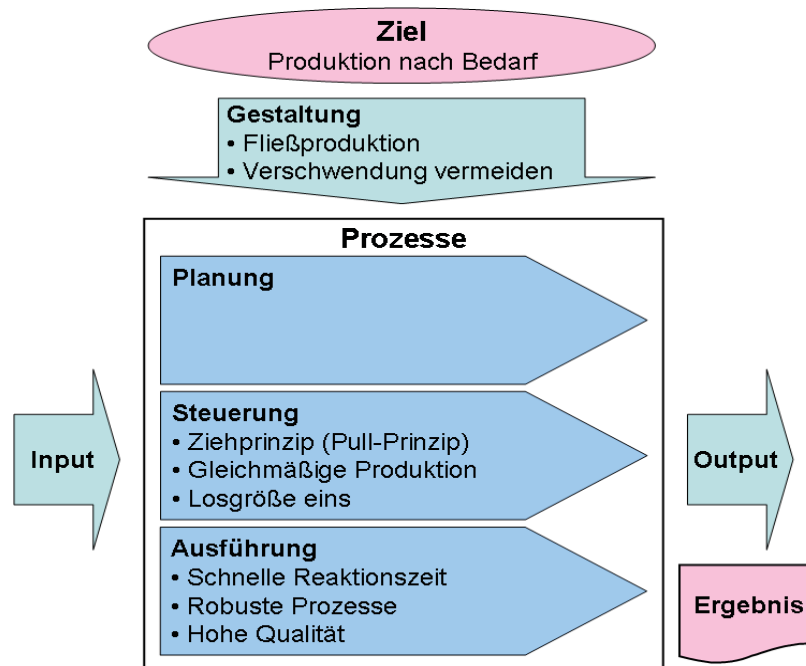 Ziel
Produktion nach Bedarf
Gestaltung
• Fließproduktion
• Verschwendung vermeiden
Prozesse
Planung
Input
Steuerung
• Ziehprinzip (Pull-Prinzip)
• Gleichmäßige Produktion
• Losgröße eins
Output
Ausführung
• Schnelle Reaktionszeit
• Robuste Prozesse
• Hohe Qualität
Ergebnis